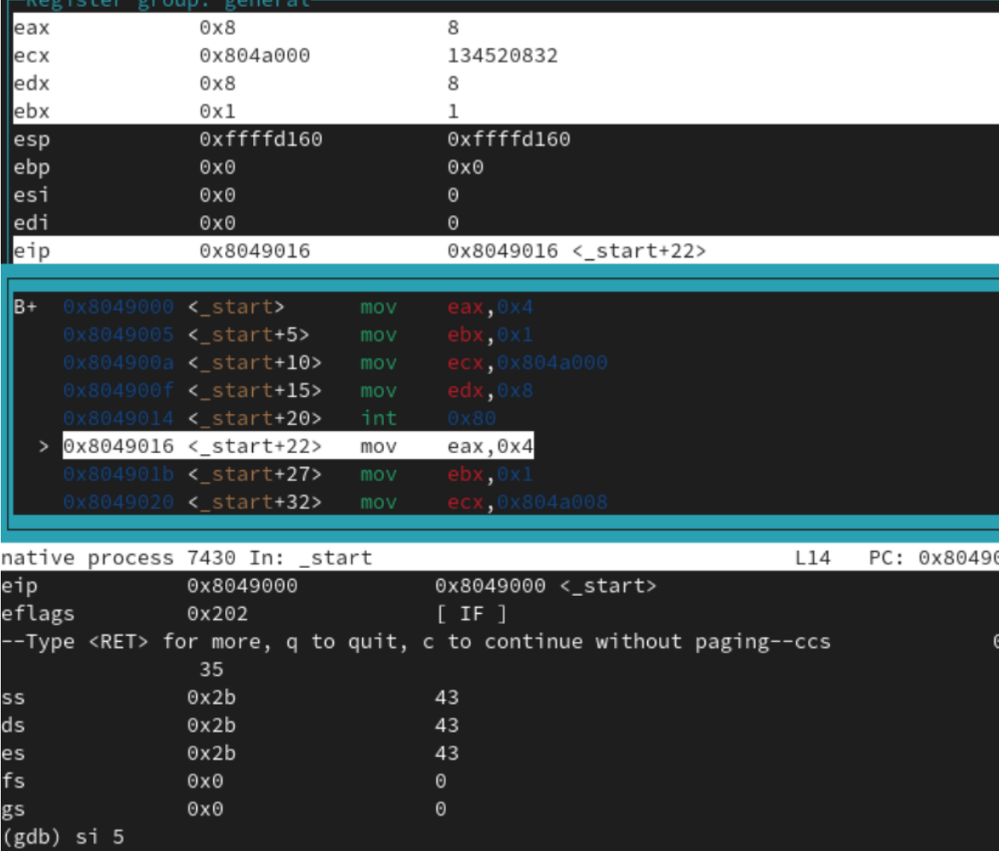 Register group: general
eax 0x8 8
ecx 0x804a000 134520832
edx 0x8 8
ebx 0x1 1
esp 0xffffd160 0xffffd160
ebp 0x0 0x0
esi 0x0 0
edi 0x0 0
eip 0x8049016 0x8049016 <_start+22>
B+ 0x8049000 <_start> mov eax,0x4
0x8049005 <_start+5> mov ebx,0x1
0x804900a <_start+10> mov ecx,0x804a000
0x804900f <_start+15> mov edx,0x8
0x8049014 <_start+20> int 0x80
> 0x8049016 <_start+22> mov eax,0x4
0x804901b <_start+27> mov ebx,0x1
0x8049020 <_start+32> mov ecx,0x804a008
native process 7430 In: _start L14 PC: 0x80490
eip 0x8049000 0x8049000 <_start>
eflags 0x202 [ IF ]
--Type <RET> for more, q to quit, c to continue without paging--ccs 0
35
ss 0x2b 43
ds 0x2b 43
es 0x2b 43
fs 0x0 0
gs 0x0 0
(gdb) si 5